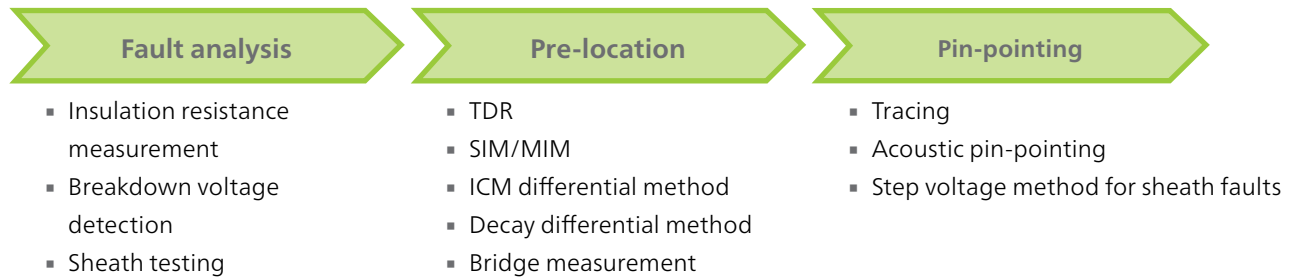 Fault analysis
▪ Insulation resistance
measurement
▪ Breakdown voltage
detection
▪ Sheath testing
Pre-location
▪ TDR
▪ SIM/MIM
▪ ICM differential method
▪ Decay differential method
▪ Bridge measurement
Pin-pointing
▪ Tracing
▪ Acoustic pin-pointing
▪ Step voltage method for sheath faults